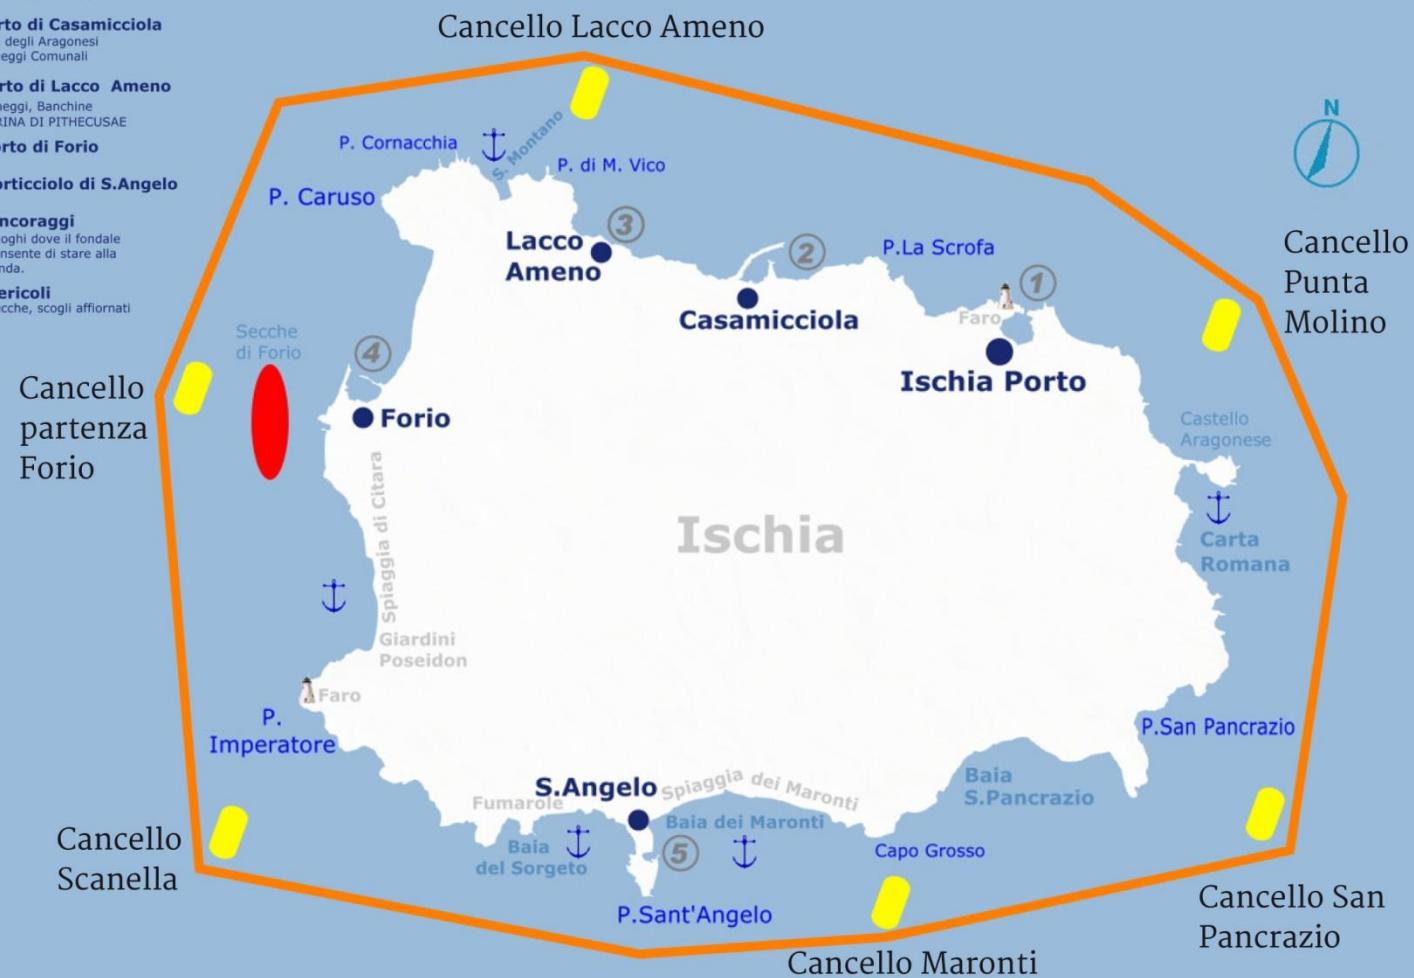 rto di Casamicciola
degli Aragonesi
eggi Comunali
rto di Lacco Ameno
neggi, Banchine
RINA DI PITHECUSAE
orto di Forio
orticciolo di S.Angelo
ncoraggi
oghi dove il fondale
nsente di stare alla
nda.
ericoli
ecche, scogli affiornati
Cancello Lacco Ameno
N
P. Cornacchia
S. Montano
P. di M. Vico
P. Caruso
3
Lacco
Ameno
2
P.La Scrofa
1
Faro
Casamicciola
Ischia Porto
Cancello
Punta
Molino
Secche
di Forio
4
Forio
Cancello
partenza
Forio
Castello
Aragonese
Carta
Romana
Ischia
Spiaggia di Citara
Giardini
Poseidon
Faro
P.
Imperatore
P.San Pancrazio
S.Angelo
Spiaggia dei Maronti
Fumarole
Baia dei Maronti
Baia
S.Pancrazio
Baia
del Sorgeto
5
Capo Grosso
P.Sant'Angelo
Cancello
Scanella
Cancello San
Pancrazio
Cancello Maronti